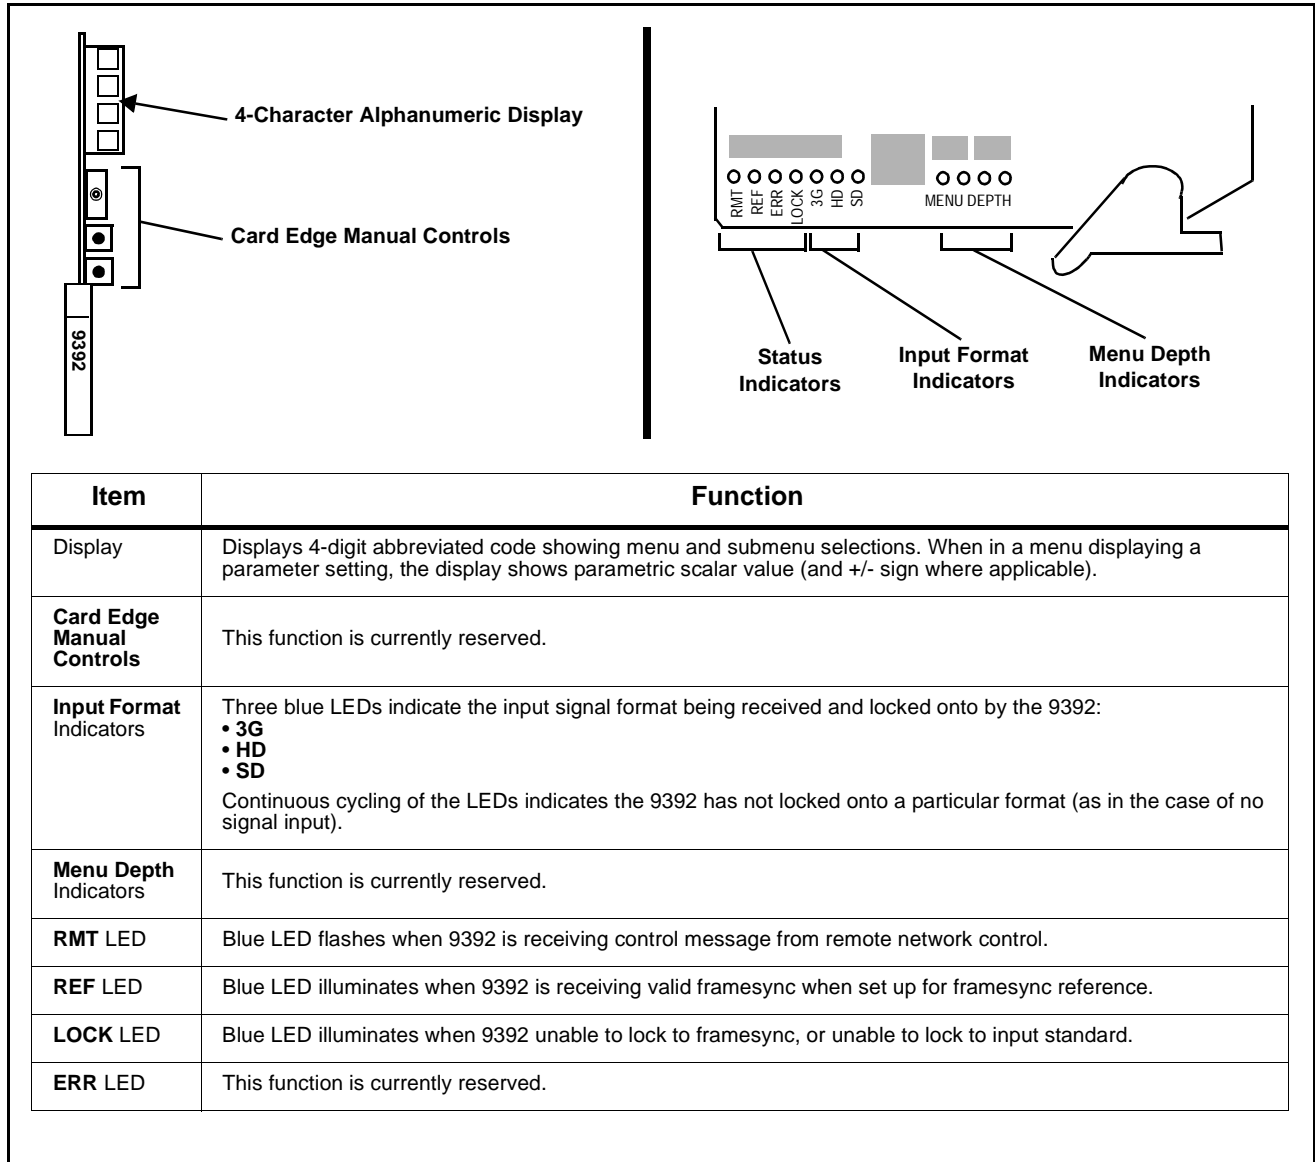 4-Character Alphanumeric Display
Card Edge Manual Controls
9392
RMT
REF
ERR
LOCK
3G
HD
SD
MENU DEPTH
Status
Indicators
Input Format
Indicators
Menu Depth
Indicators
Item Function
Display Displays 4-digit abbreviated code showing menu and submenu selections. When in a menu displaying a
parameter setting, the display shows parametric scalar value (and +/- sign where applicable).
Card Edge
Manual
Controls
This function is currently reserved.
Input Format
Indicators
Three blue LEDs indicate the input signal format being received and locked onto by the 9392:
• 3G
• HD
• SD
Continuous cycling of the LEDs indicates the 9392 has not locked onto a particular format (as in the case of no
signal input).
Menu Depth
Indicators
This function is currently reserved.
RMT LED Blue LED flashes when 9392 is receiving control message from remote network control.
REF LED Blue LED illuminates when 9392 is receiving valid framesync when set up for framesync reference.
LOCK LED Blue LED illuminates when 9392 unable to lock to framesync, or unable to lock to input standard.
ERR LED This function is currently reserved.